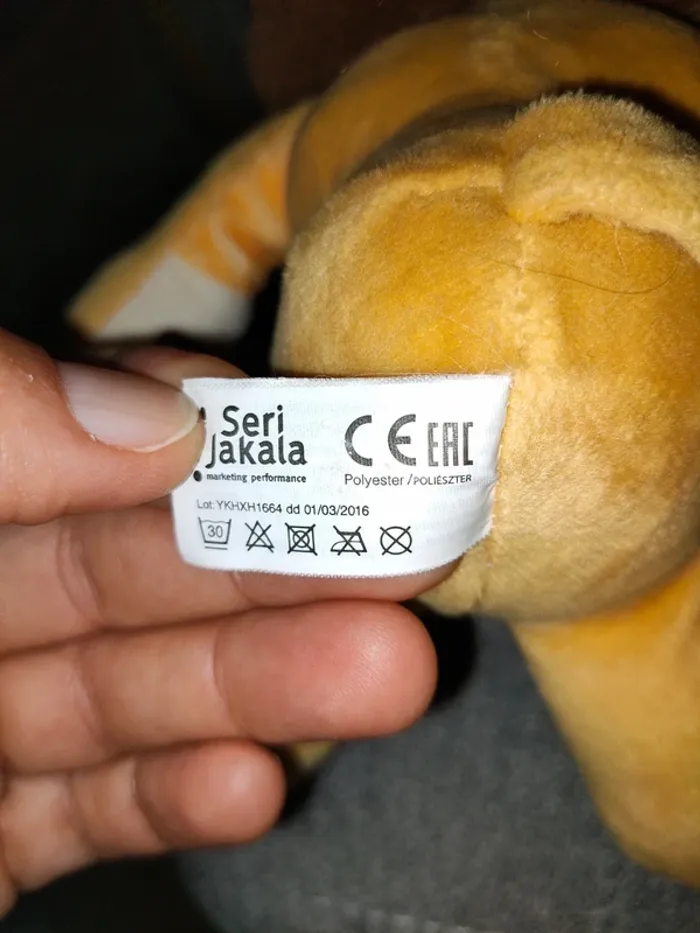 Seri
Jakala
marketing performance
CE EAC
Polyester / POLIÉSZTER
Lot: YKHXH1664 dd 01/03/2016
30